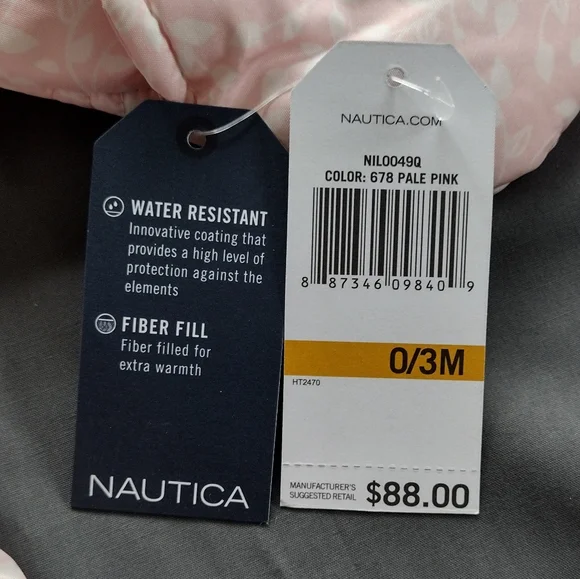 WATER RESISTANT
Innovative coating that
provides a high level of
protection against the
elements
FIBER FILL
Fiber filled for
extra warmth
NAUTICA
NAUTICA.COM
NIL0049Q
COLOR: 678 PALE PINK
8 87346 09840 9
0/3M
HT2470
MANUFACTURER'S
SUGGESTED RETAIL $88.00